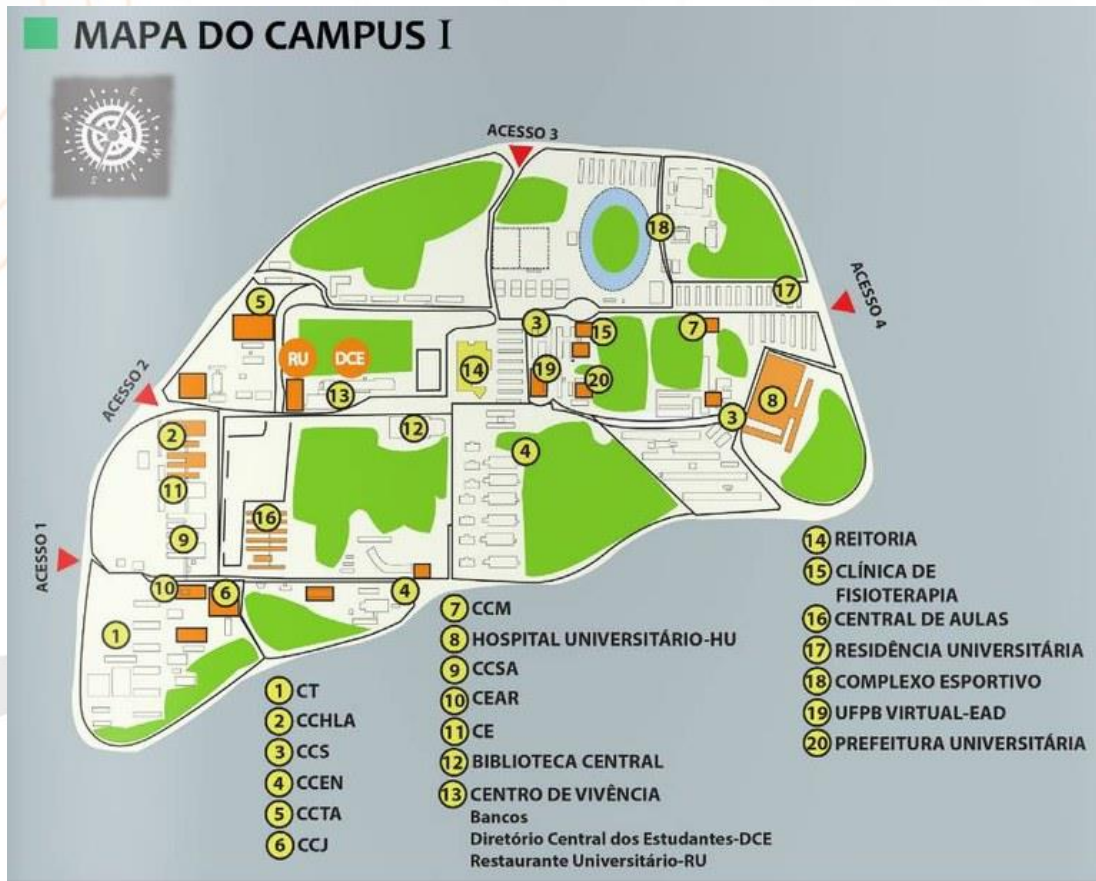 MAPA DO CAMPUS I
N E W S
ACESSO 3
ACESSO 4
ACESSO 2
ACESSO 1
18
17
5
3
15
7
RU DCE
14
19
20
8
13
3
2
12
4
11
16
9
10
6
4
1
1 CT
2 CCHLA
3 CCS
4 CCEN
5 CCTA
6 CCJ
7 CCM
8 HOSPITAL UNIVERSITÁRIO-HU
9 CCSA
10 CEAR
11 CE
12 BIBLIOTECA CENTRAL
13 CENTRO DE VIVÊNCIA
Bancos
Diretório Central dos Estudantes-DCE
Restaurante Universitário-RU
14 REITORIA
15 CLÍNICA DE
FISIOTERAPIA
16 CENTRAL DE AULAS
17 RESIDÊNCIA UNIVERSITÁRIA
18 COMPLEXO ESPORTIVO
19 UFPB VIRTUAL-EAD
20 PREFEITURA UNIVERSITÁRIA